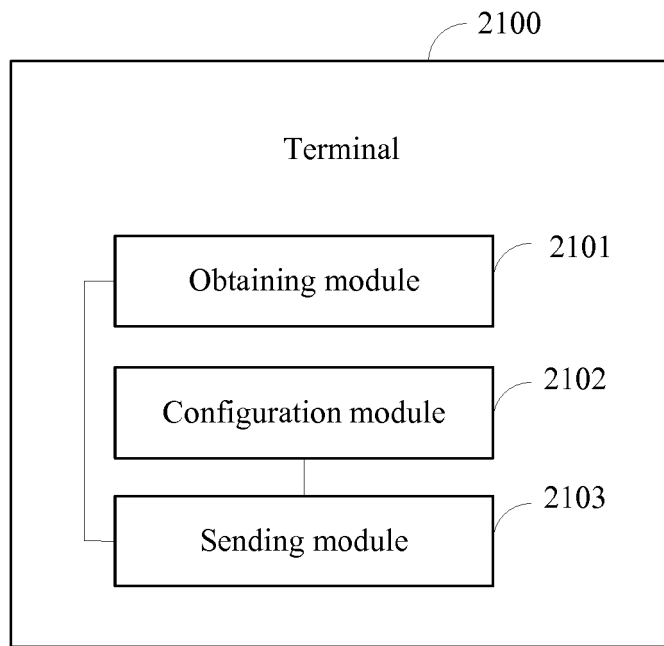 2100
Terminal
2101
Obtaining module
2102
Configuration module
2103
Sending module